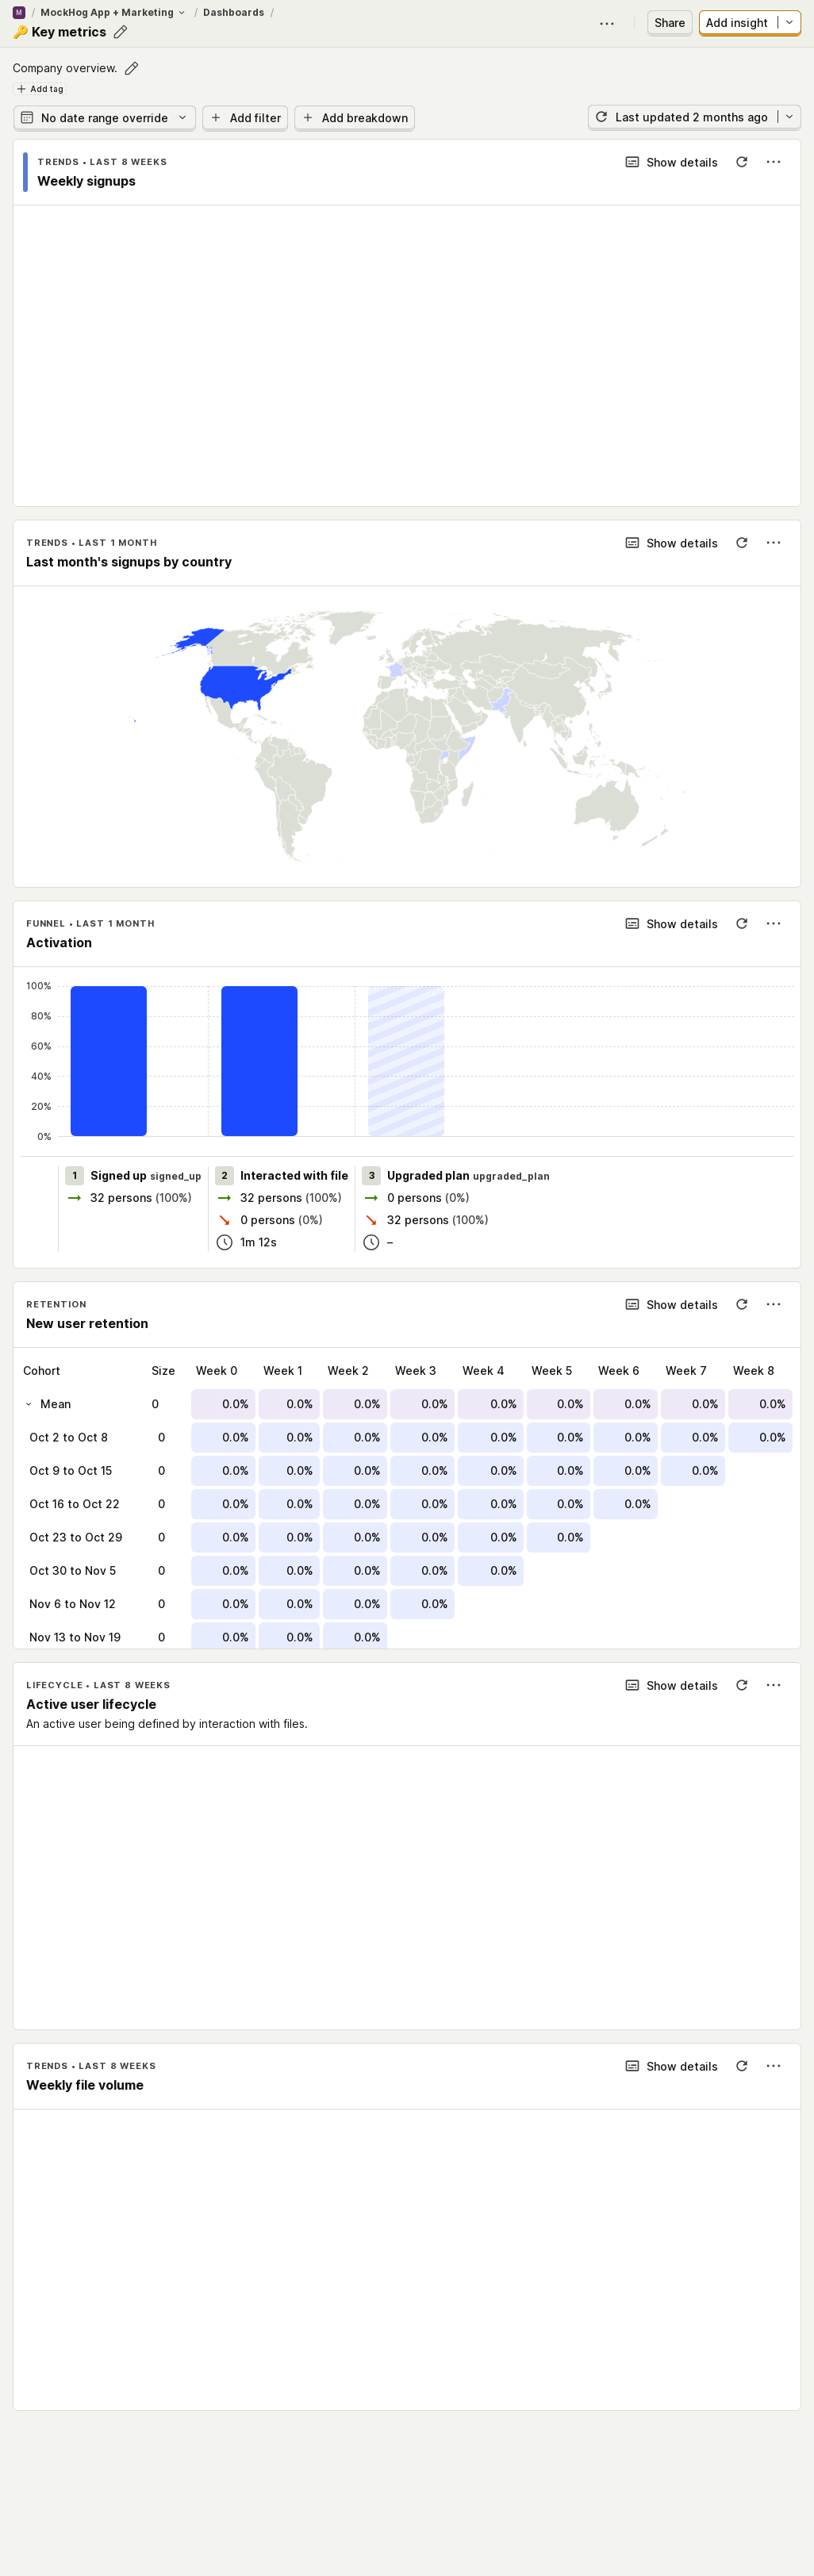 M / MockHog App + Marketing / Dashboards /
🔑 Key metrics
Share
Add insight
Company overview.
Add tag
No date range override
Add filter
Add breakdown
Last updated 2 months ago
TRENDS • LAST 8 WEEKS
Weekly signups
Show details
TRENDS • LAST 1 MONTH
Last month's signups by country
Show details
FUNNEL • LAST 1 MONTH
Activation
Show details
100%
80%
60%
40%
20%
0%
1 Signed up signed_up
32 persons (100%)
2 Interacted with file
32 persons (100%)
0 persons (0%)
1m 12s
3 Upgraded plan upgraded_plan
0 persons (0%)
32 persons (100%)
–
RETENTION
New user retention
Show details
Cohort Size Week 0 Week 1 Week 2 Week 3 Week 4 Week 5 Week 6 Week 7 Week 8
Mean 0 0.0% 0.0% 0.0% 0.0% 0.0% 0.0% 0.0% 0.0% 0.0%
Oct 2 to Oct 8 0 0.0% 0.0% 0.0% 0.0% 0.0% 0.0% 0.0% 0.0% 0.0%
Oct 9 to Oct 15 0 0.0% 0.0% 0.0% 0.0% 0.0% 0.0% 0.0% 0.0%
Oct 16 to Oct 22 0 0.0% 0.0% 0.0% 0.0% 0.0% 0.0% 0.0%
Oct 23 to Oct 29 0 0.0% 0.0% 0.0% 0.0% 0.0% 0.0%
Oct 30 to Nov 5 0 0.0% 0.0% 0.0% 0.0% 0.0%
Nov 6 to Nov 12 0 0.0% 0.0% 0.0% 0.0%
Nov 13 to Nov 19 0 0.0% 0.0% 0.0%
LIFECYCLE • LAST 8 WEEKS
Active user lifecycle
An active user being defined by interaction with files.
Show details
TRENDS • LAST 8 WEEKS
Weekly file volume
Show details